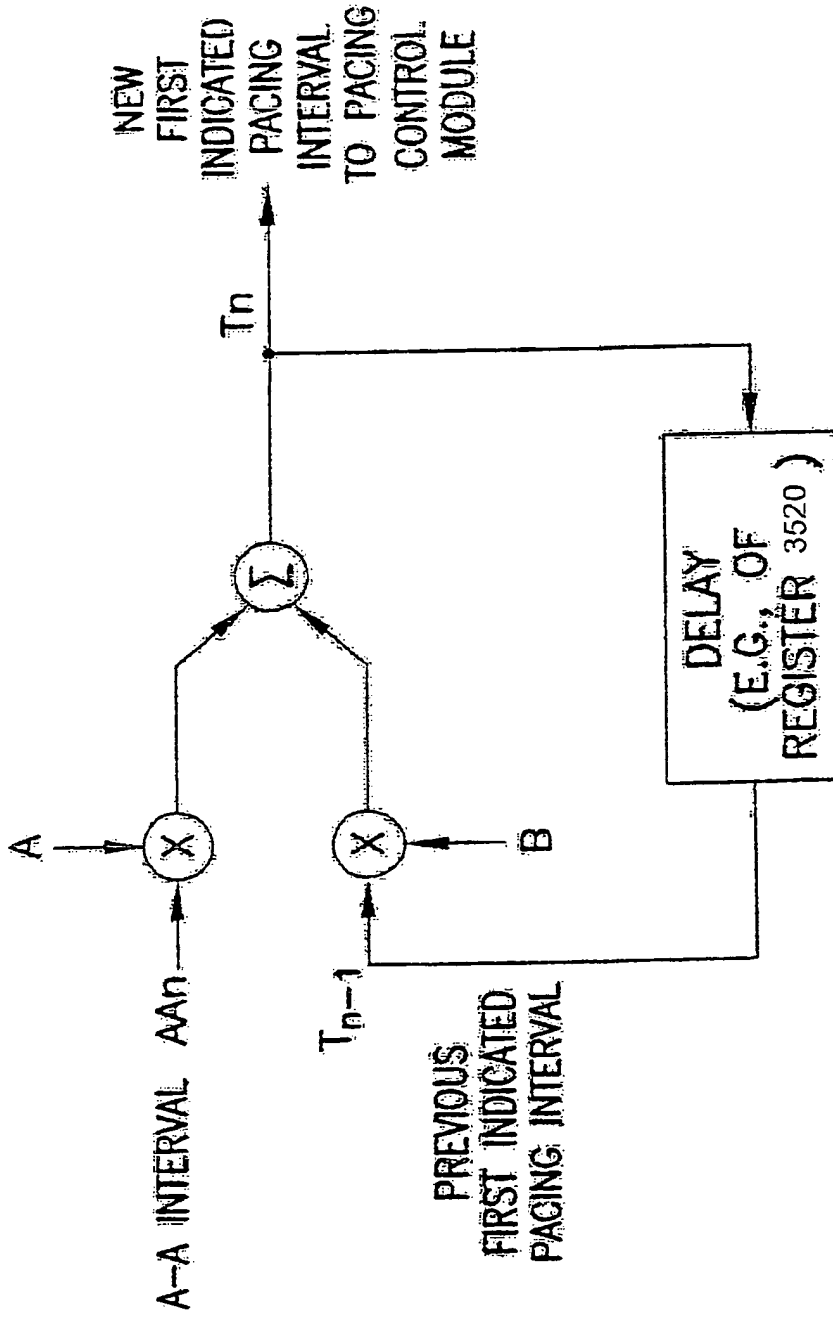 A
A-A INTERVAL AAn
X
Σ
Tn
NEW
FIRST
INDICATED
PACING
INTERVAL
TO PACING
CONTROL
MODULE
Tn-1
X
B
PREVIOUS
FIRST INDICATED
PACING INTERVAL
DELAY
(E.G., OF
REGISTER 3520)